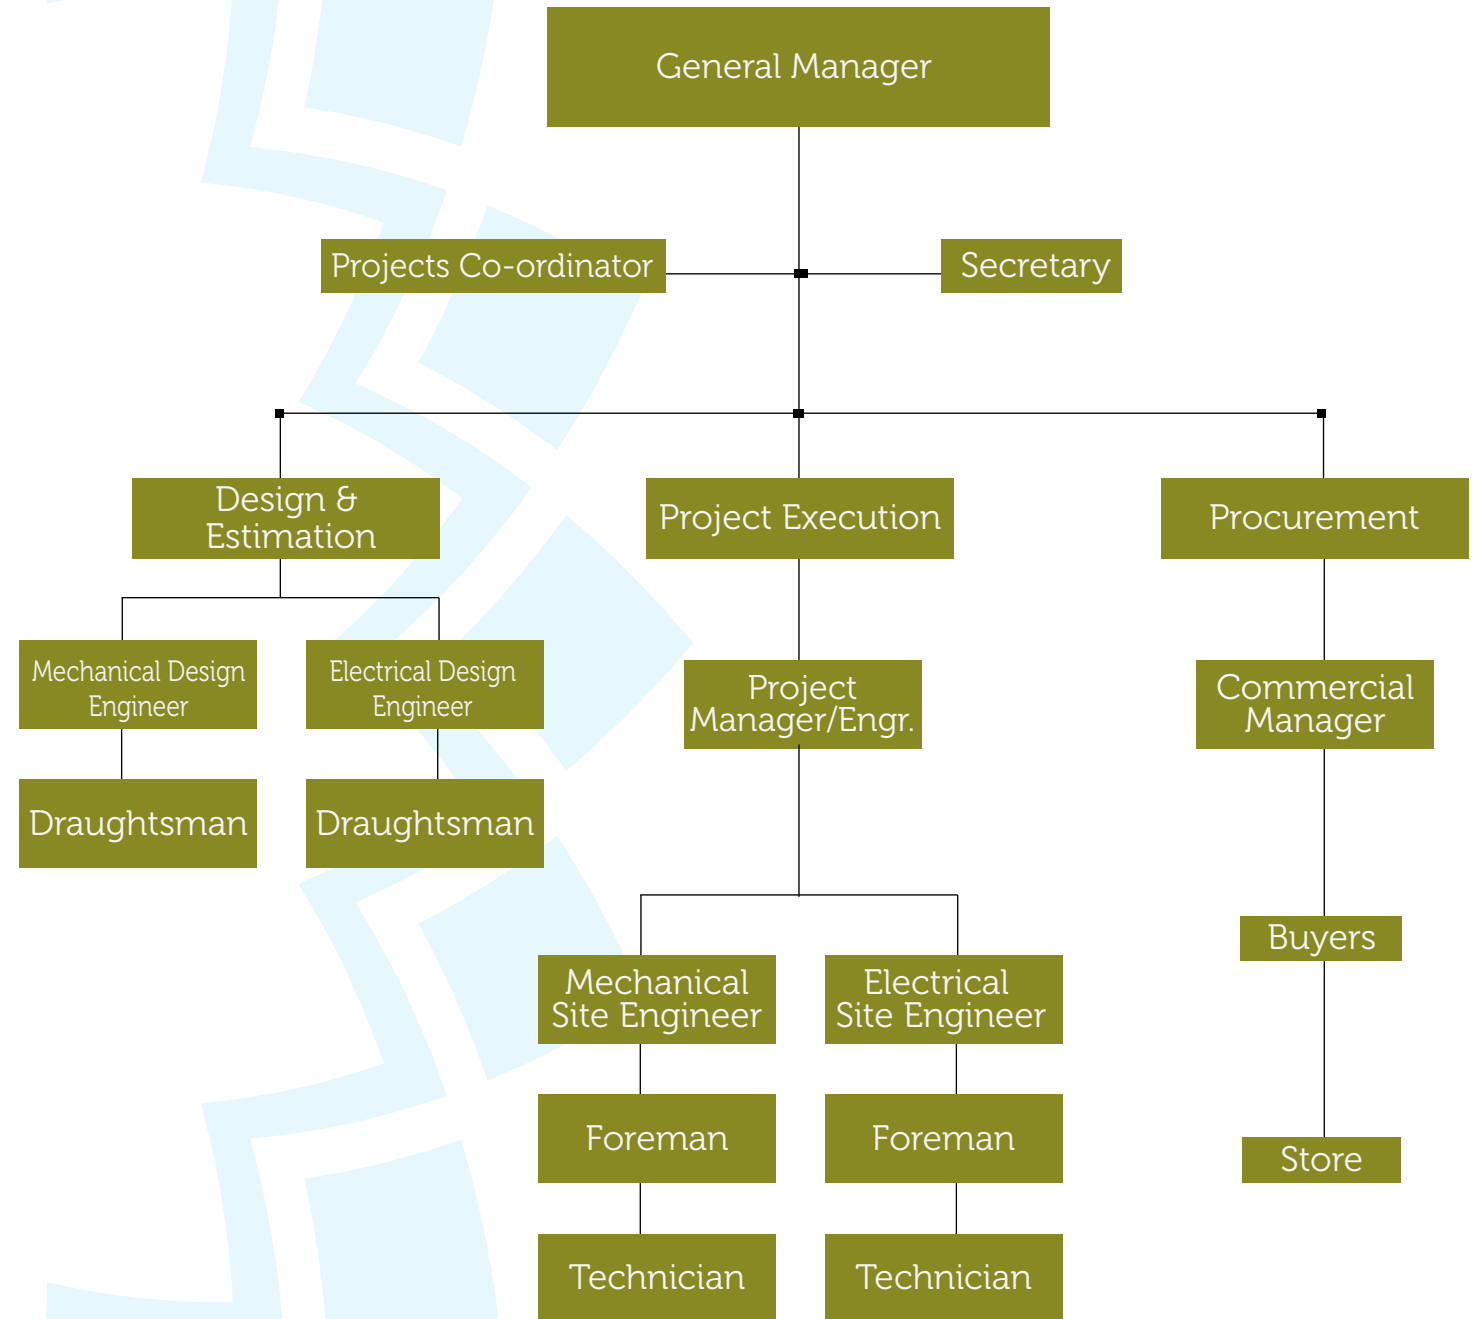 General Manager
Projects Co-ordinator
Secretary
Design &
Estimation
Project Execution
Procurement
Mechanical Design
Engineer
Electrical Design
Engineer
Project
Manager/Engr.
Commercial
Manager
Draughtsman
Draughtsman
Buyers
Mechanical
Site Engineer
Electrical
Site Engineer
Foreman
Foreman
Store
Technician
Technician